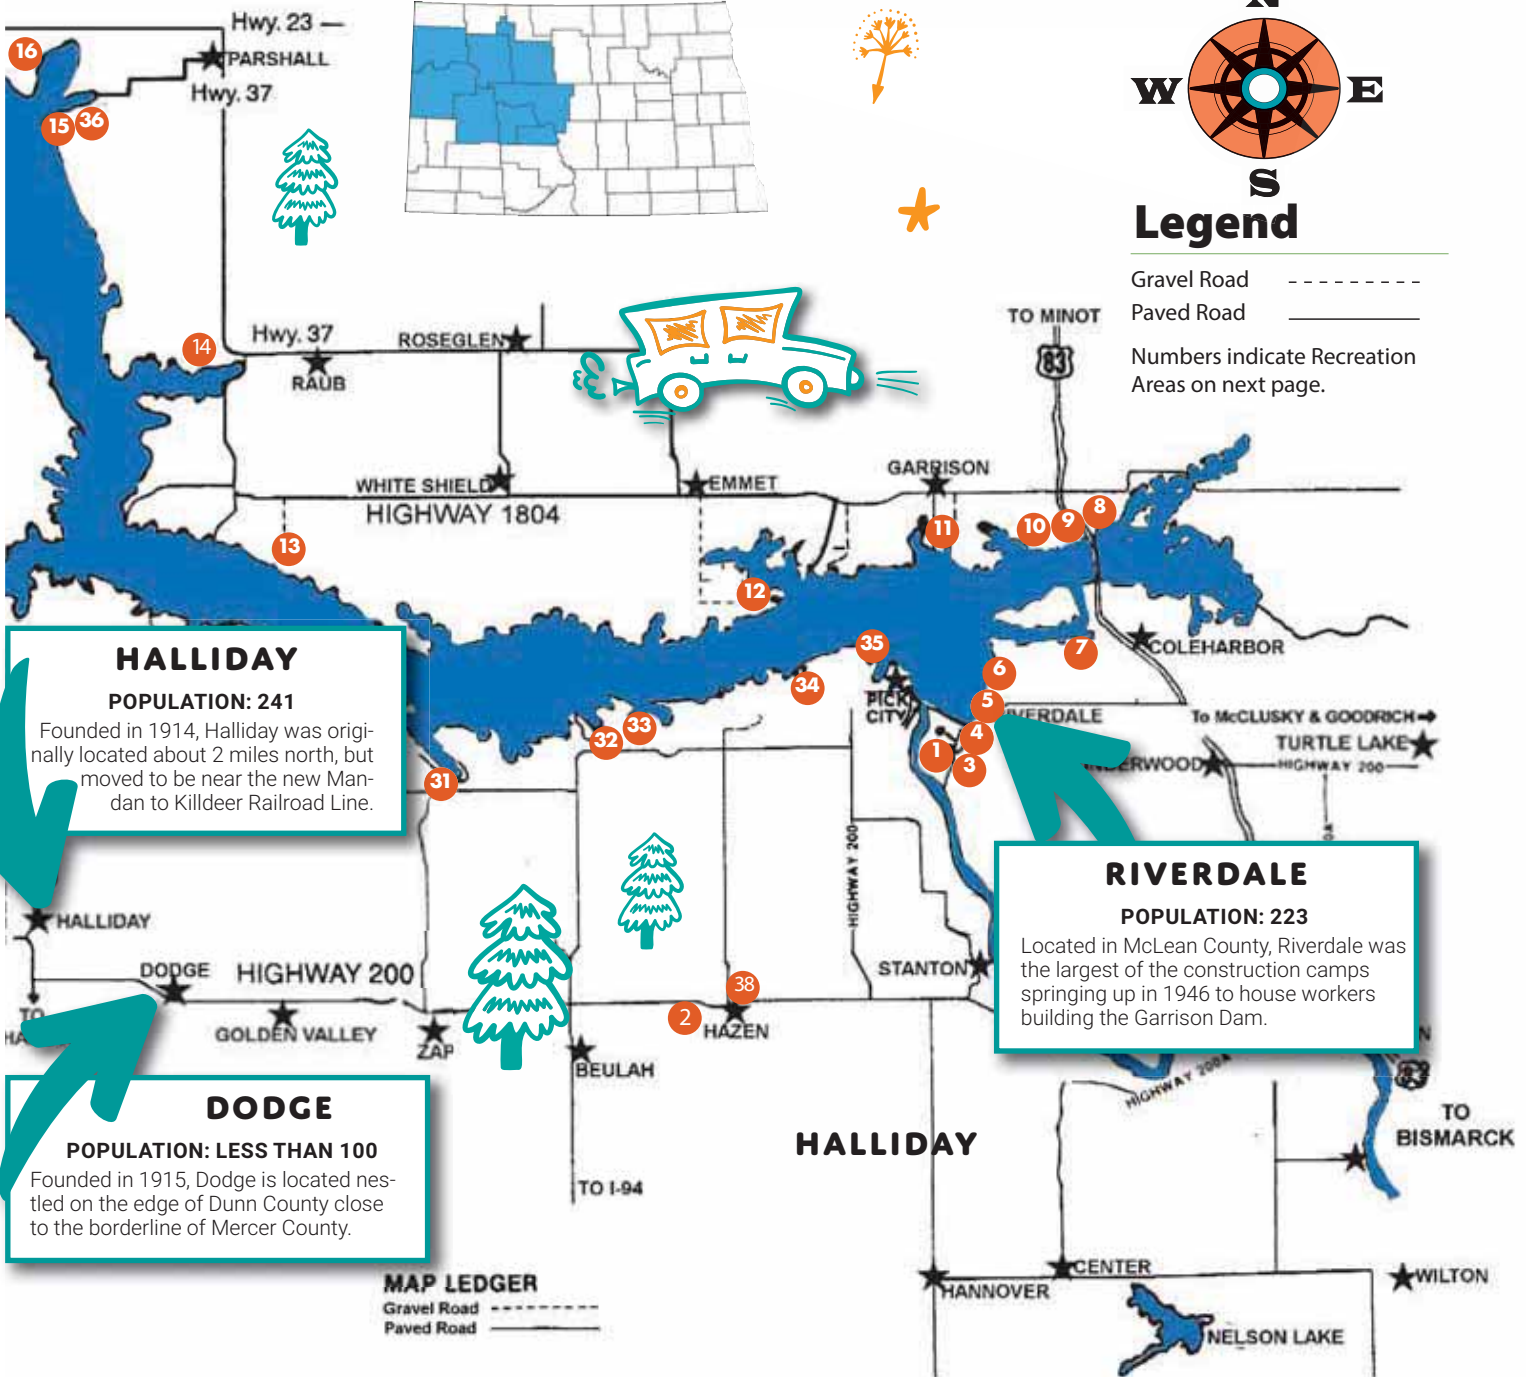 Hwy. 23
16
PARSHALL
Hwy. 37
15
36
N
W
E
S
Legend
Gravel Road
Paved Road
Numbers indicate Recreation
Areas on next page.
TO MINOT
83
14
Hwy. 37
ROSEGLEN
RAUB
WHITE SHIELD
EMMET
GARRISON
HIGHWAY 1804
13
12
11
10
9
8
7
COLEHARBOR
35
34
6
5
PICK
CITY
4
1
3
33
32
31
To McCLUSKY & GOODRICH
TURTLE LAKE
HIGHWAY 200
HALLIDAY
POPULATION: 241
Founded in 1914, Halliday was origi-
nally located about 2 miles north, but
moved to be near the new Man-
dan to Killdeer Railroad Line.
HIGHWAY 200
RIVERDALE
POPULATION: 223
Located in McLean County, Riverdale was
the largest of the construction camps
springing up in 1946 to house workers
building the Garrison Dam.
HALLIDAY
DODGE
HIGHWAY 200
TO
GOLDEN VALLEY
ZAP
BEULAH
2
38
HAZEN
STANTON
HIGHWAY 200A
83
TO
BISMARCK
DODGE
POPULATION: LESS THAN 100
Founded in 1915, Dodge is located nes-
tled on the edge of Dunn County close
to the borderline of Mercer County.
HALLIDAY
TO I-94
MAP LEDGER
Gravel Road
Paved Road
HANNOVER
CENTER
WILTON
NELSON LAKE